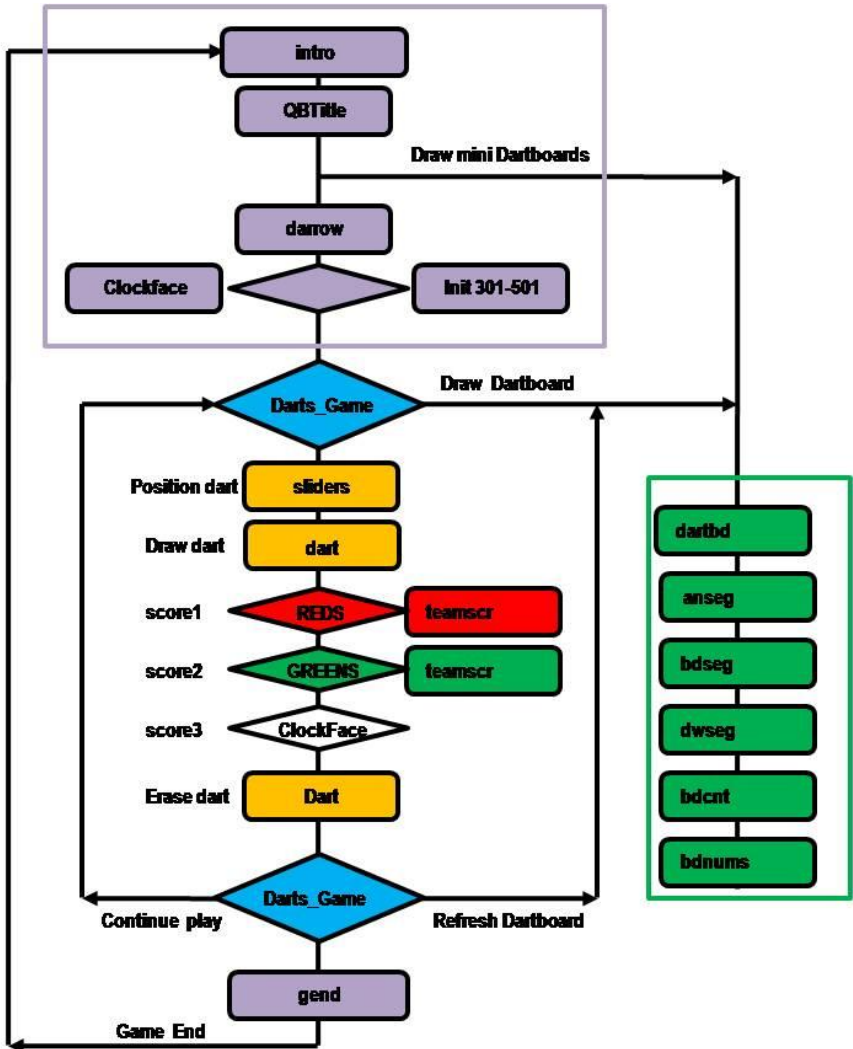 intro
QBTitle
Draw mini Dartboards
darrow
Clockface
Init 301-501
Darts_Game
Draw Dartboard
Position dart
sliders
Draw dart
dart
score1
REDS
teamscr
score2
GREENS
teamscr
score3
ClockFace
Erase dart
Dart
Darts_Game
Continue play
Refresh Dartboard
gend
Game End
dartbd
anseg
bdseg
dwseg
bdcnt
bdnums